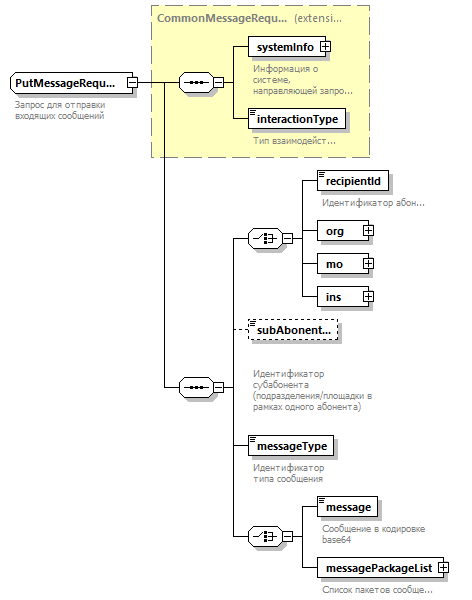 CommonMessageRequ... (extensi...
systemInfo
Информация о
системе,
направляющей запро...
PutMessageRequ...
Запрос для отправки
входящих сообщений
interactionType
Тип взаимодейст...
recipientId
Идентификатор абон...
org
mo
ins
subAbonent...
Идентификатор
субабонента
(подразделения/площадки в
рамках одного абонента)
messageType
Идентификатор
типа сообщения
message
Сообщение в кодировке
base64
messagePackageList
Список пакетов сообще...